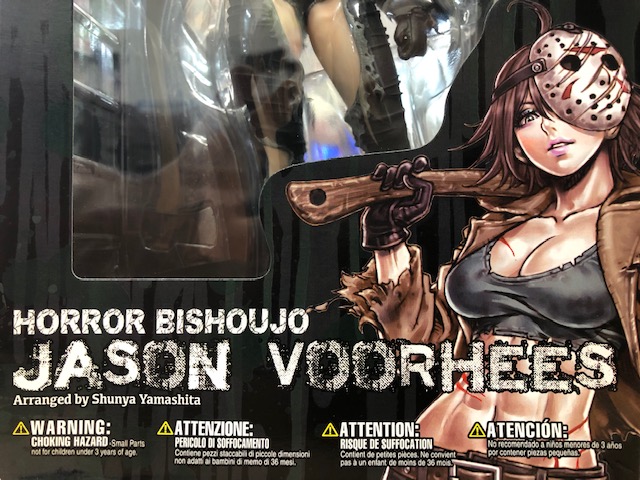 HORROR BISHOUJO
JASON VOORHEES
Arranged by Shunya Yamashita
WARNING:
CHOKING HAZARD -Small Parts
not for children under 3 years of age.
ATTENZIONE:
PERICOLO DI SOFFOCAMENTO
Contiene pezzi staccabili di piccole dimensioni
non adatti ai bambini di memo di 36 mesi.
ATTENTION:
RISQUE DE SUFFOCATION
Contient de petites pièces. Ne convient
pas à un enfant de moins de 36 mois.
ATENCIÓN:
No recomendado a niños menores de 3 años
por contener piezas pequeñas.